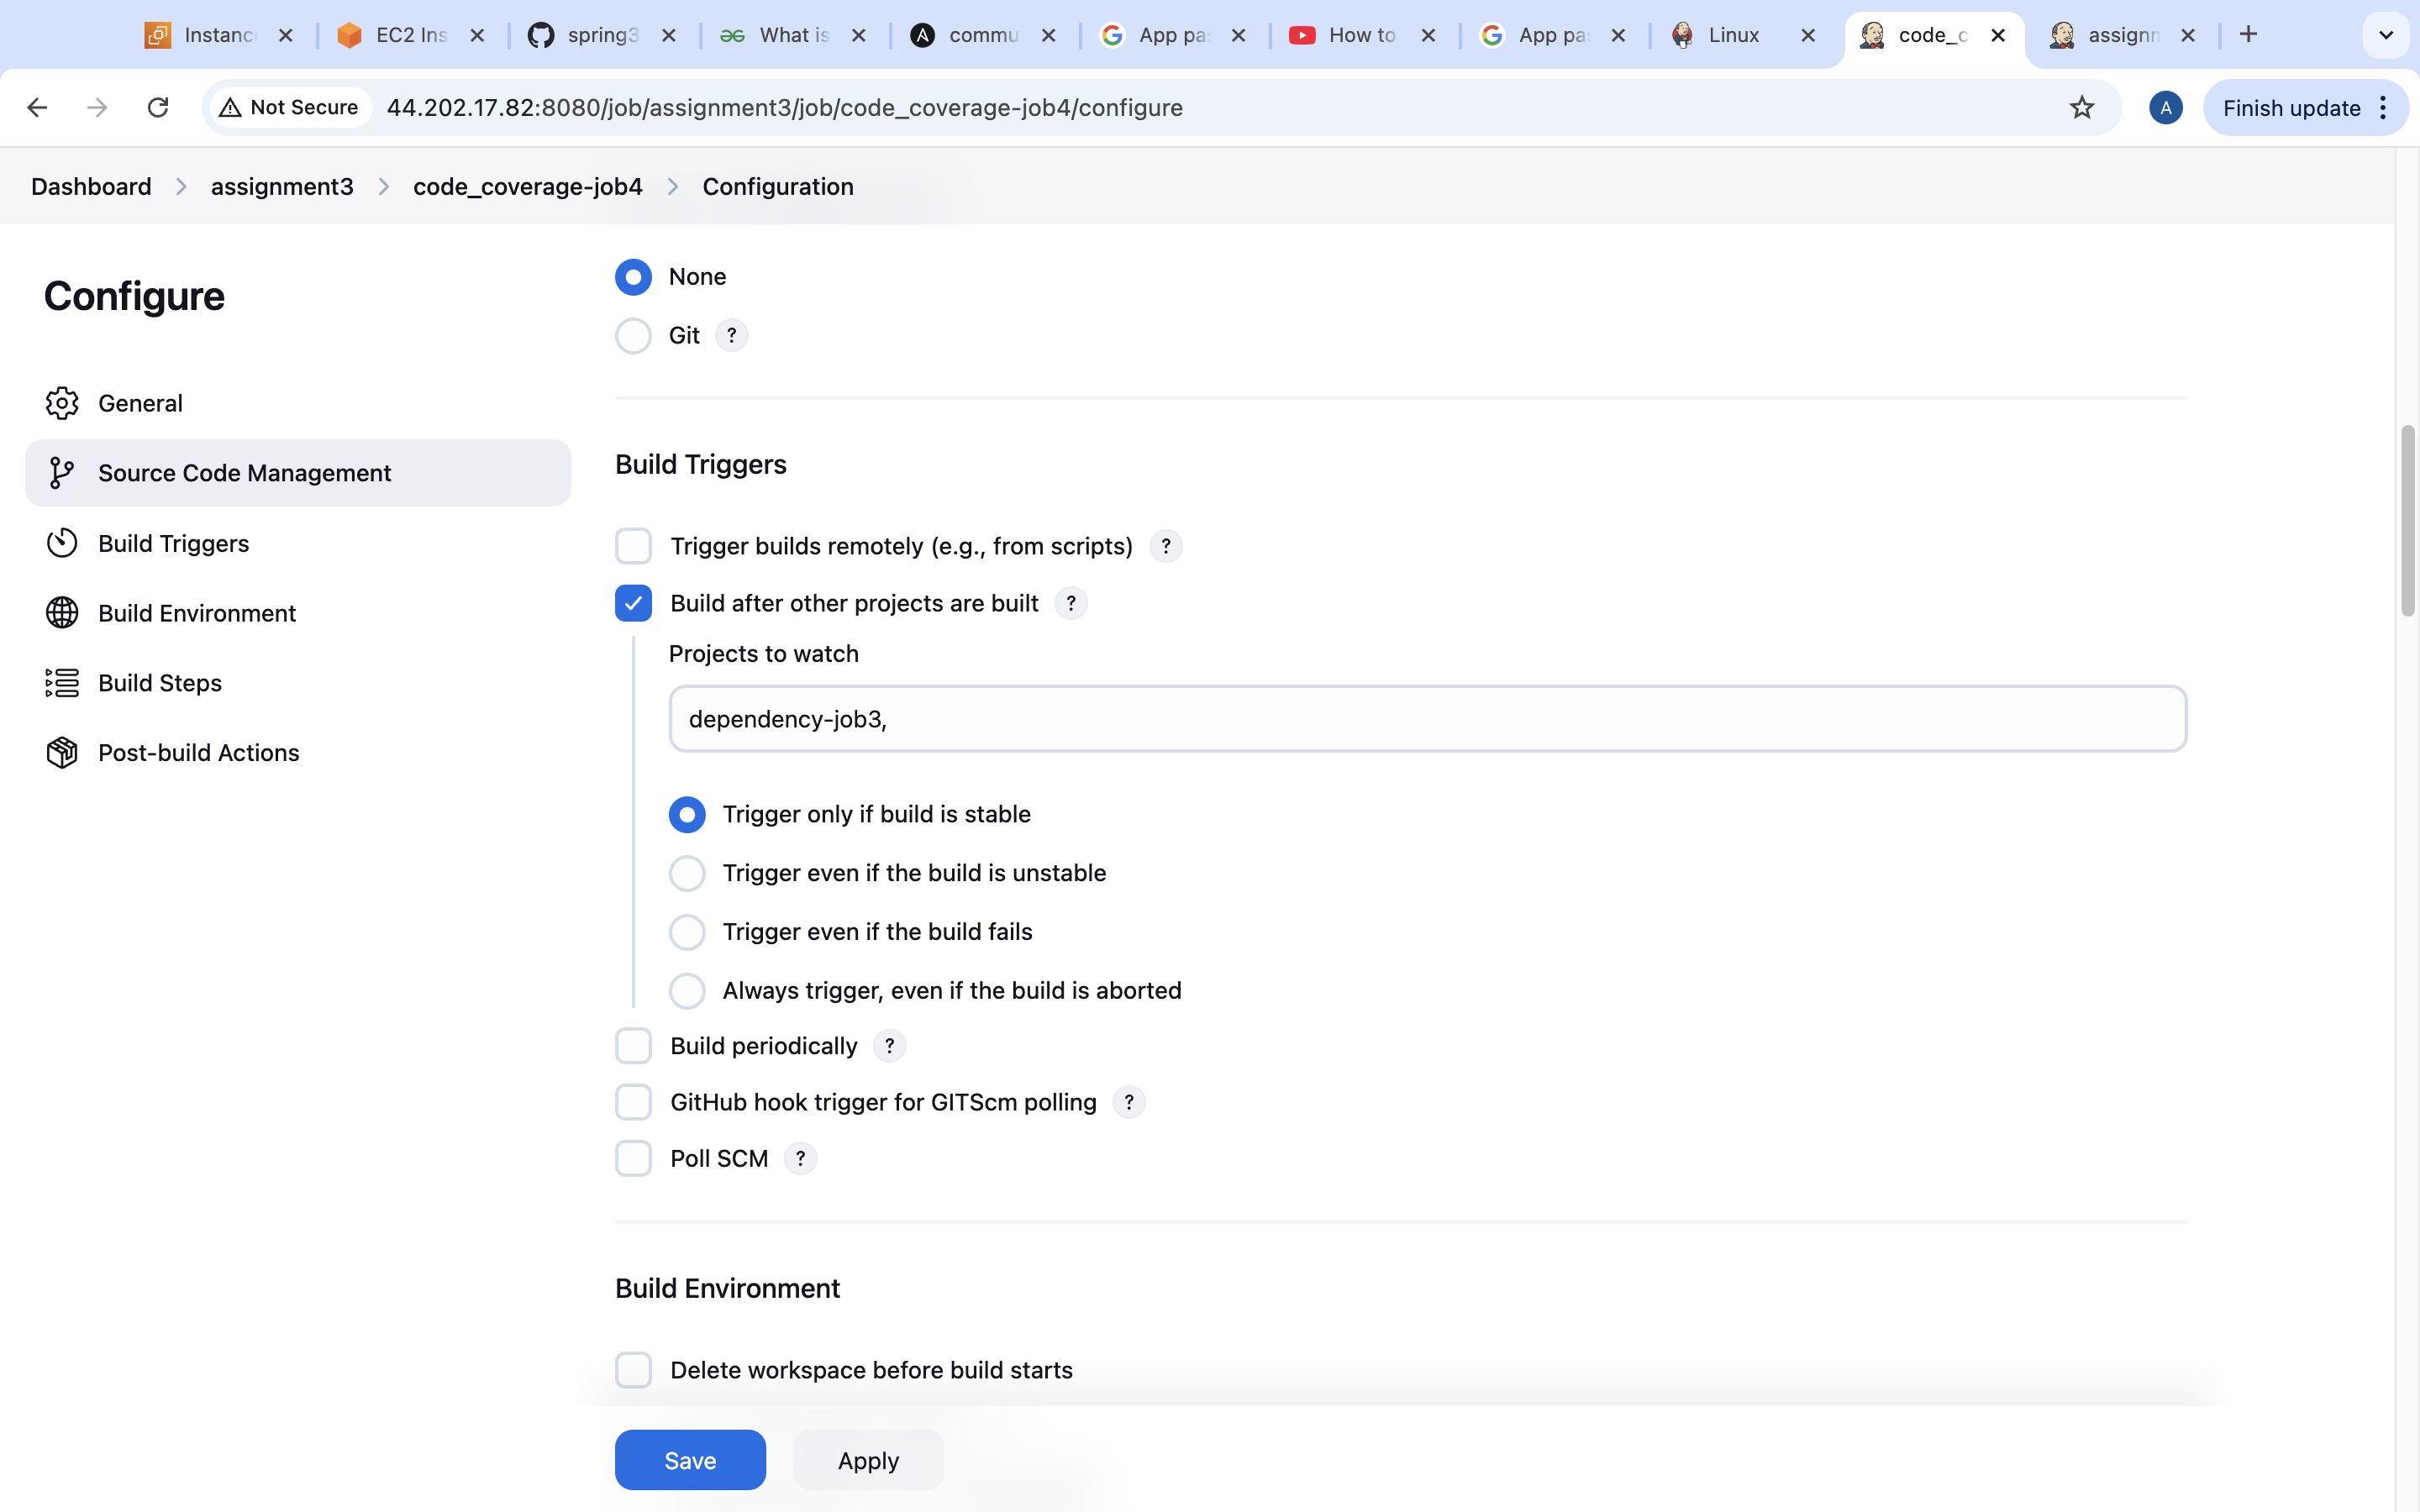 Instanc EC2 Ins spring3 What is commu App pa How to App pa Linux code_c assignm
Not Secure 44.202.17.82:8080/job/assignment3/job/code_coverage-job4/configure A Finish update
Dashboard > assignment3 > code_coverage-job4 > Configuration
Configure
General
Source Code Management
Build Triggers
Build Environment
Build Steps
Post-build Actions
None
Git ?
Build Triggers
Trigger builds remotely (e.g., from scripts) ?
Build after other projects are built ?
Projects to watch
dependency-job3,
Trigger only if build is stable
Trigger even if the build is unstable
Trigger even if the build fails
Always trigger, even if the build is aborted
Build periodically ?
GitHub hook trigger for GITScm polling ?
Poll SCM ?
Build Environment
Delete workspace before build starts
Save Apply